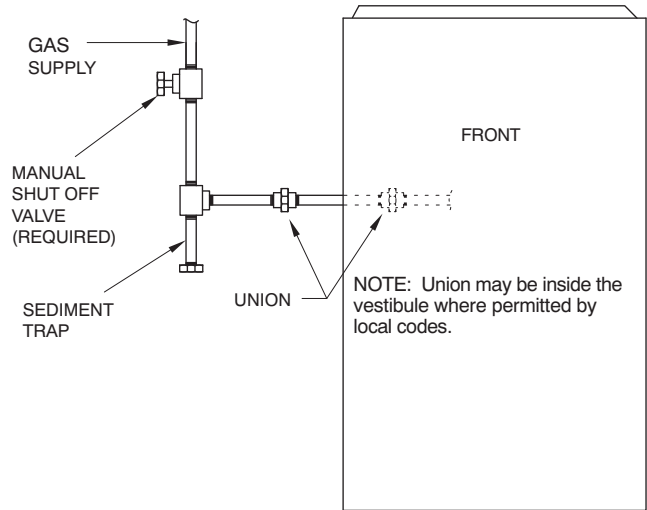 GAS
SUPPLY
FRONT
MANUAL
SHUT OFF
VALVE
(REQUIRED)
SEDIMENT
TRAP
UNION
NOTE: Union may be inside the
vestibule where permitted by
local codes.